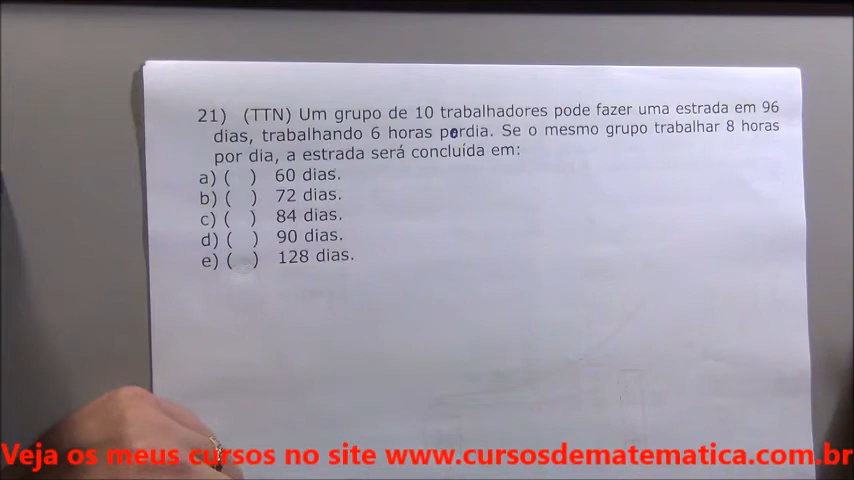 21) (TTN) Um grupo de 10 trabalhadores pode fazer uma estrada em 96
dias, trabalhando 6 horas perdia. Se o mesmo grupo trabalhar 8 horas
por dia, a estrada será concluída em:
a) ( ) 60 dias.
b) ( ) 72 dias.
c) ( ) 84 dias.
d) ( ) 90 dias.
e) ( ) 128 dias.
Veja os meus cursos no site www.cursosdematematica.com.br